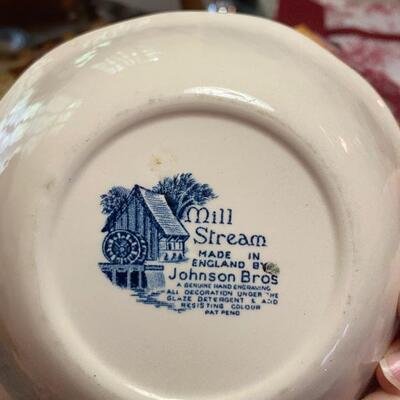 Mill
Stream
MADE IN
ENGLAND BY
Johnson Bros
A GENUINE HAND ENGRAVING
ALL DECORATION UNDER THE
GLAZE DETERGENT & ACID
RESISTING COLOUR
PAT PEND